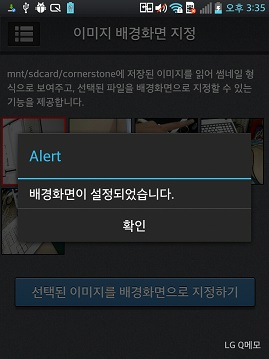 오후 3:35
이미지 배경화면 지정
mnt/sdcard/cornerstone에 저장된 이미지를 읽어 썸네일 형
식으로 보여주고, 선택된 파일을 배경화면으로 지정할 수 있는
기능을 제공합니다.
Alert
배경화면이 설정되었습니다.
확인
선택된 이미지를 배경화면으로 지정하기
LG Q메모